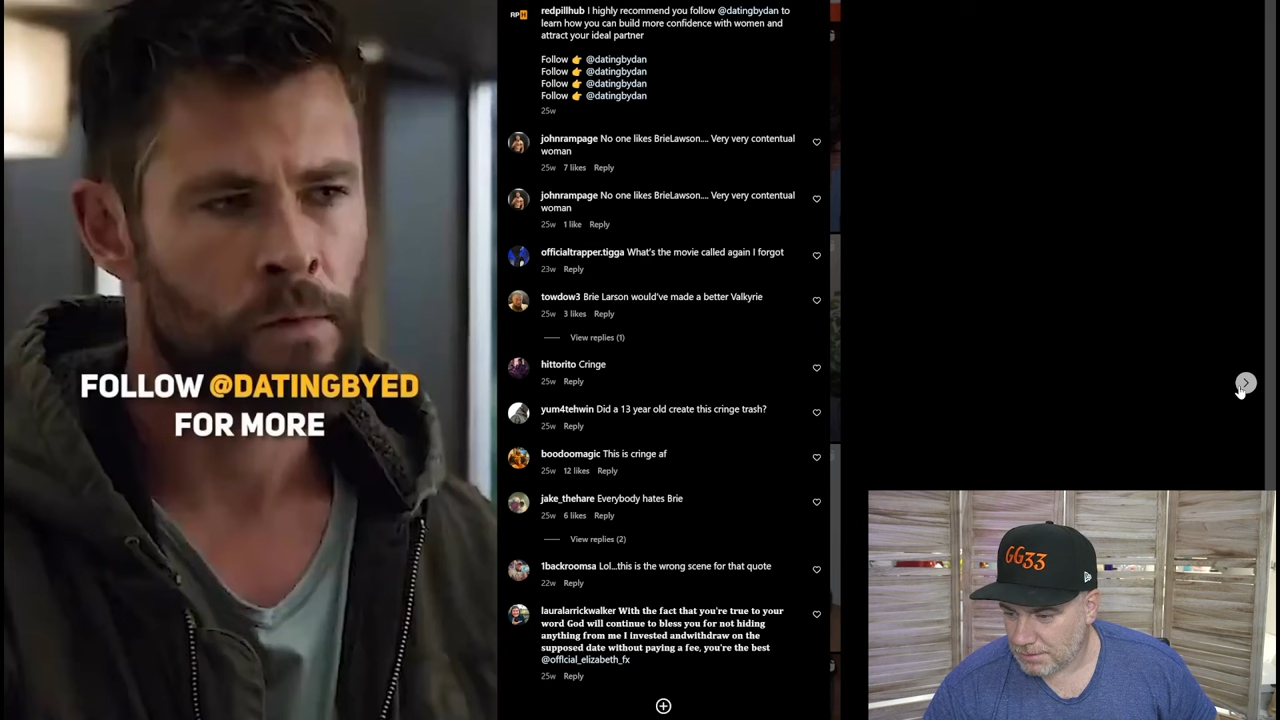 FOLLOW @DATINGBYED
FOR MORE
RPH
redpillhub I highly recommend you follow @datingbydan to
learn how you can build more confidence with women and
attract your ideal partner
Follow 👉 @datingbydan
Follow 👉 @datingbydan
Follow 👉 @datingbydan
Follow 👉 @datingbydan
25w
johnrampage No one likes BrieLawson.... Very very contentual
woman
25w 7 likes Reply
johnrampage No one likes BrieLawson.... Very very contentual
woman
25w 1 like Reply
officialtrapper.tigga What's the movie called again I forgot
23w Reply
towdow3 Brie Larson would've made a better Valkyrie
25w 3 likes Reply
View replies (1)
hittorito Cringe
25w Reply
yum4tehwin Did a 13 year old create this cringe trash?
25w Reply
boodoomagic This is cringe af
25w 12 likes Reply
jake_thehare Everybody hates Brie
25w 6 likes Reply
View replies (2)
1backroomsa Lol...this is the wrong scene for that quote
22w Reply
lauralarrickwalker With the fact that you're true to your
word God will continue to bless you for not hiding
anything from me I invested andwithdraw on the
supposed date without paying a fee, you're the best
@offlcial_elizabeth_fx
25w Reply
GG33